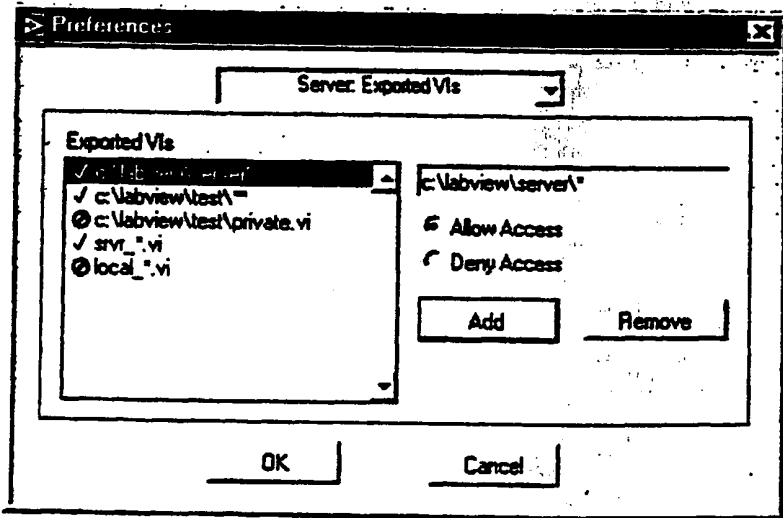 Preferences
Server: Exported VIs
Exported VIs
c:\labview\server\*
c:\labview\test\**
c:\labview\test\private.vi
srvr_*.vi
local_*.vi
Allow Access
Deny Access
Add
Remove
OK
Cancel